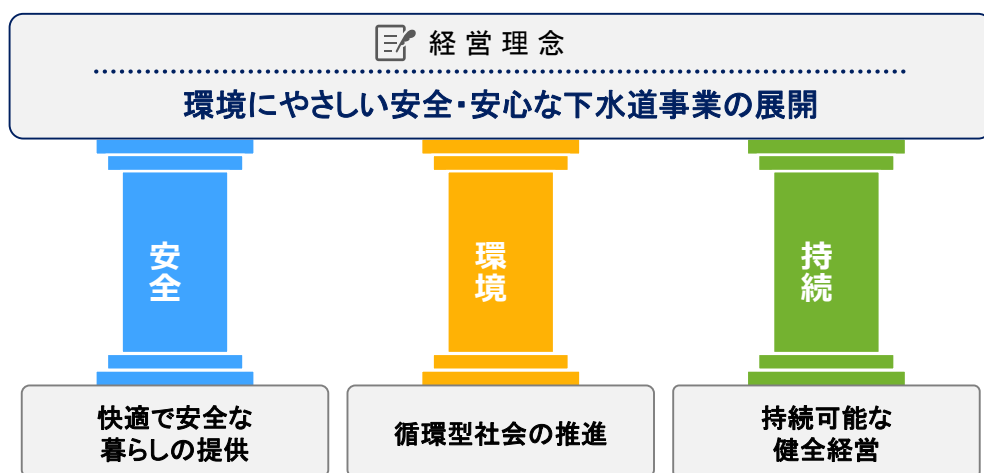 経営理念
環境にやさしい安全・安心な下水道事業の展開
安全
環境
持続
快適で安全な
暮らしの提供
循環型社会の推進
持続可能な
健全経営